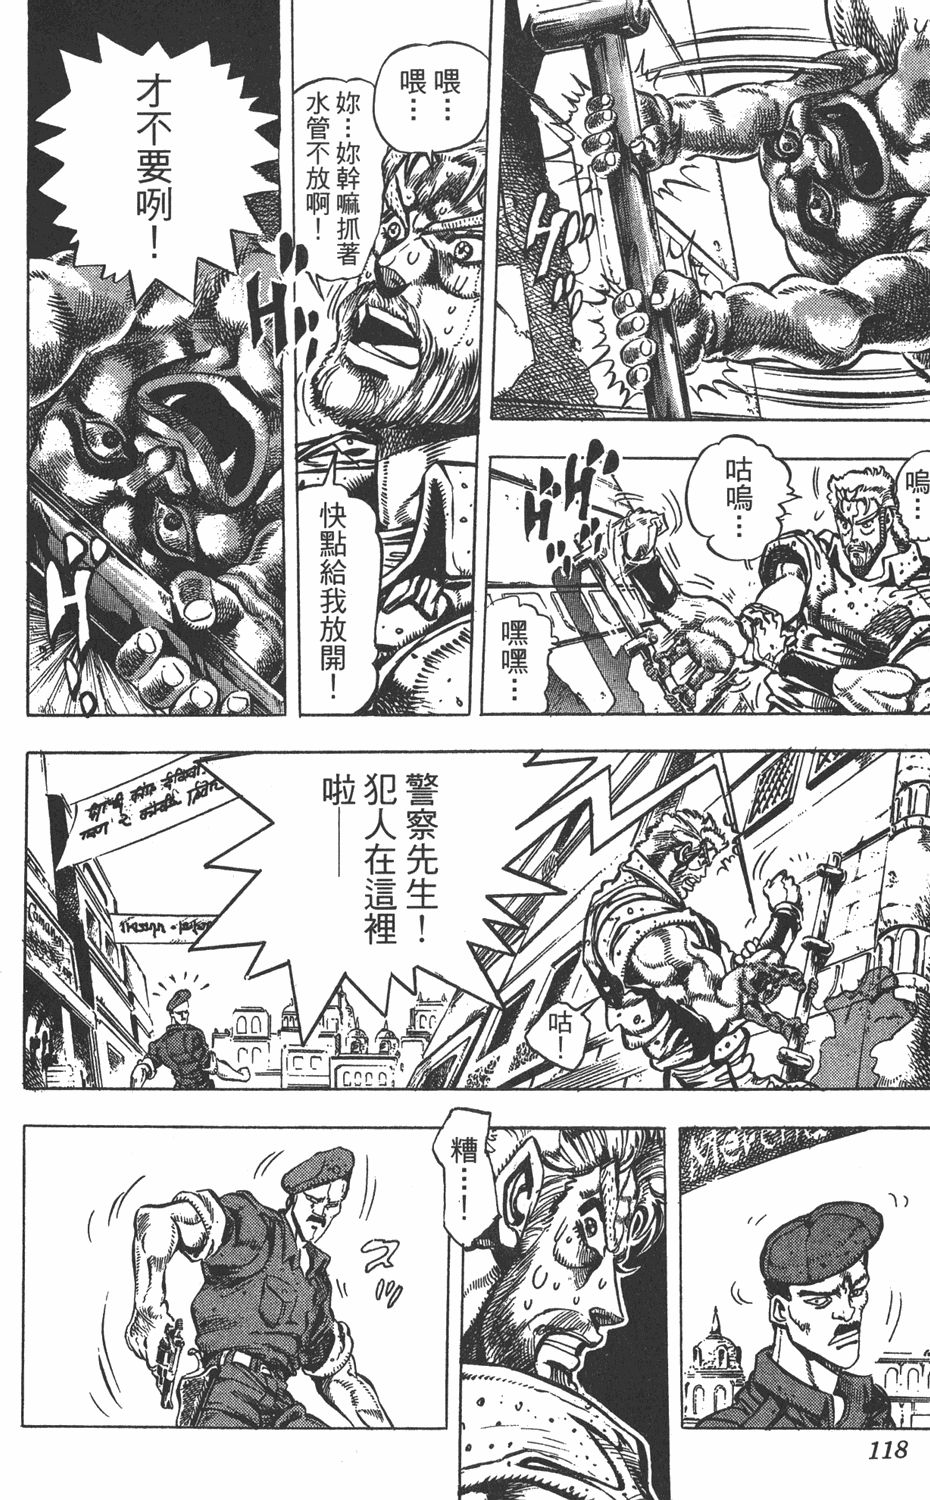 喂…
喂…
妳…妳幹嘛抓著
水管不放啊！
快點給我放開！
才不要咧！
嗚
咕嗚…
嘿嘿…
警察先生！
犯人在這裡
啦——
咕！
糟…！
118